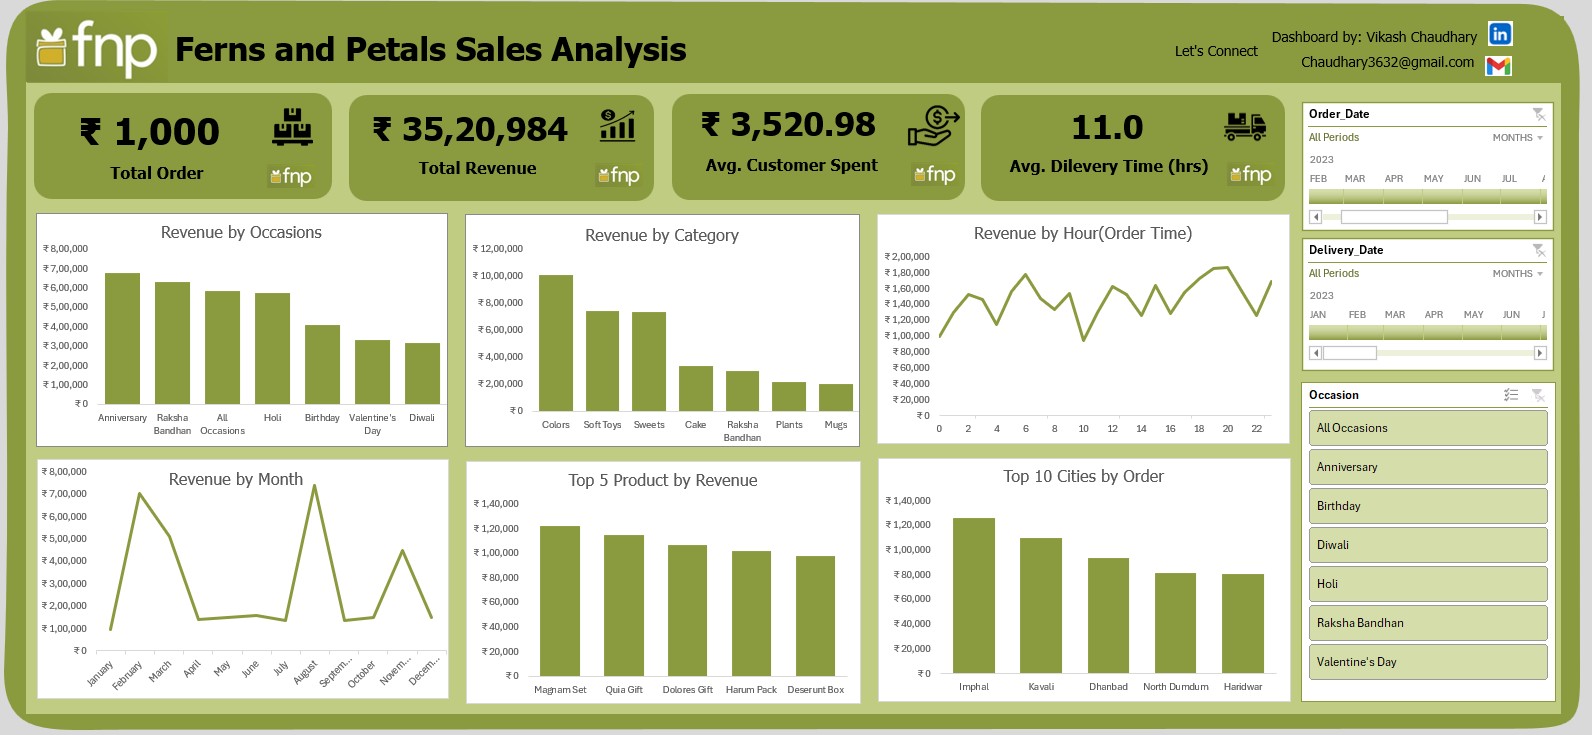 fnp
Ferns and Petals Sales Analysis
Let's Connect
Dashboard by: Vikash Chaudhary
in
Chaudhary3632@gmail.com
₹ 1,000
Total Order
fnp
₹ 35,20,984
Total Revenue
fnp
₹ 3,520.98
Avg. Customer Spent
fnp
11.0
Avg. Dilevery Time (hrs)
fnp
Order_Date
All Periods
MONTHS
2023
FEB MAR APR MAY JUN JUL
Delivery_Date
All Periods
MONTHS
2023
JAN FEB MAR APR MAY JUN
Occasion
All Occasions
Anniversary
Birthday
Diwali
Holi
Raksha Bandhan
Valentine's Day
Revenue by Occasions
₹ 8,00,000
₹ 7,00,000
₹ 6,00,000
₹ 5,00,000
₹ 4,00,000
₹ 3,00,000
₹ 2,00,000
₹ 1,00,000
₹ 0
Anniversary
Raksha
Bandhan
All
Occasions
Holi
Birthday
Valentine's
Day
Diwali
Revenue by Category
₹ 12,00,000
₹ 10,00,000
₹ 8,00,000
₹ 6,00,000
₹ 4,00,000
₹ 2,00,000
₹ 0
Colors
Soft Toys
Sweets
Cake
Raksha
Bandhan
Plants
Mugs
Revenue by Hour(Order Time)
₹ 2,00,000
₹ 1,80,000
₹ 1,60,000
₹ 1,40,000
₹ 1,20,000
₹ 1,00,000
₹ 80,000
₹ 60,000
₹ 40,000
₹ 20,000
₹ 0
0 2 4 6 8 10 12 14 16 18 20 22
Revenue by Month
₹ 8,00,000
₹ 7,00,000
₹ 6,00,000
₹ 5,00,000
₹ 4,00,000
₹ 3,00,000
₹ 2,00,000
₹ 1,00,000
₹ 0
January
February
March
April
May
June
July
August
Septem...
October
Novem...
Decem...
Top 5 Product by Revenue
₹ 1,40,000
₹ 1,20,000
₹ 1,00,000
₹ 80,000
₹ 60,000
₹ 40,000
₹ 20,000
₹ 0
Magnam Set
Quia Gift
Dolores Gift
Harum Pack
Deserunt Box
Top 10 Cities by Order
₹ 1,40,000
₹ 1,20,000
₹ 1,00,000
₹ 80,000
₹ 60,000
₹ 40,000
₹ 20,000
₹ 0
Imphal
Kavali
Dhanbad
North Dumdum
Haridwar